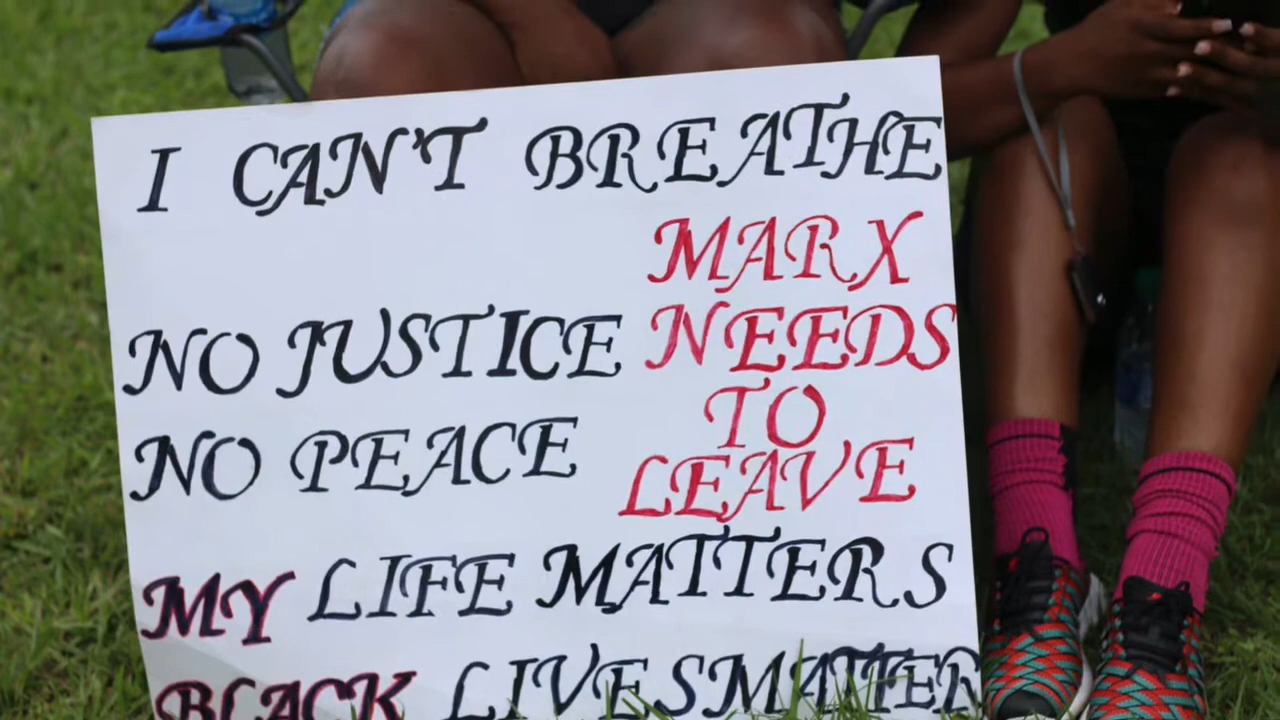 I CAN'T BREATHE
MARX
NEEDS
TO
LEAVE
NO JUSTICE
NO PEACE
MY LIFE MATTERS
BLACK LIVES MATTER